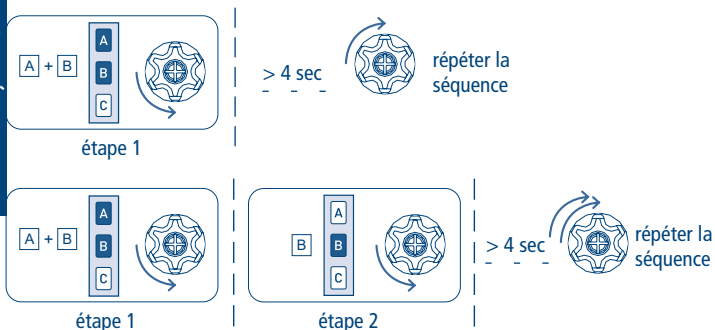 A
A + B
B
C
> 4 sec
répéter la
séquence
étape 1
A
A + B
B
C
étape 1
A
B
B
C
étape 2
> 4 sec
répéter la
séquence